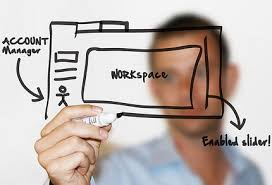 ACCOUNT
Manager
WORKspace
Enabled slider!